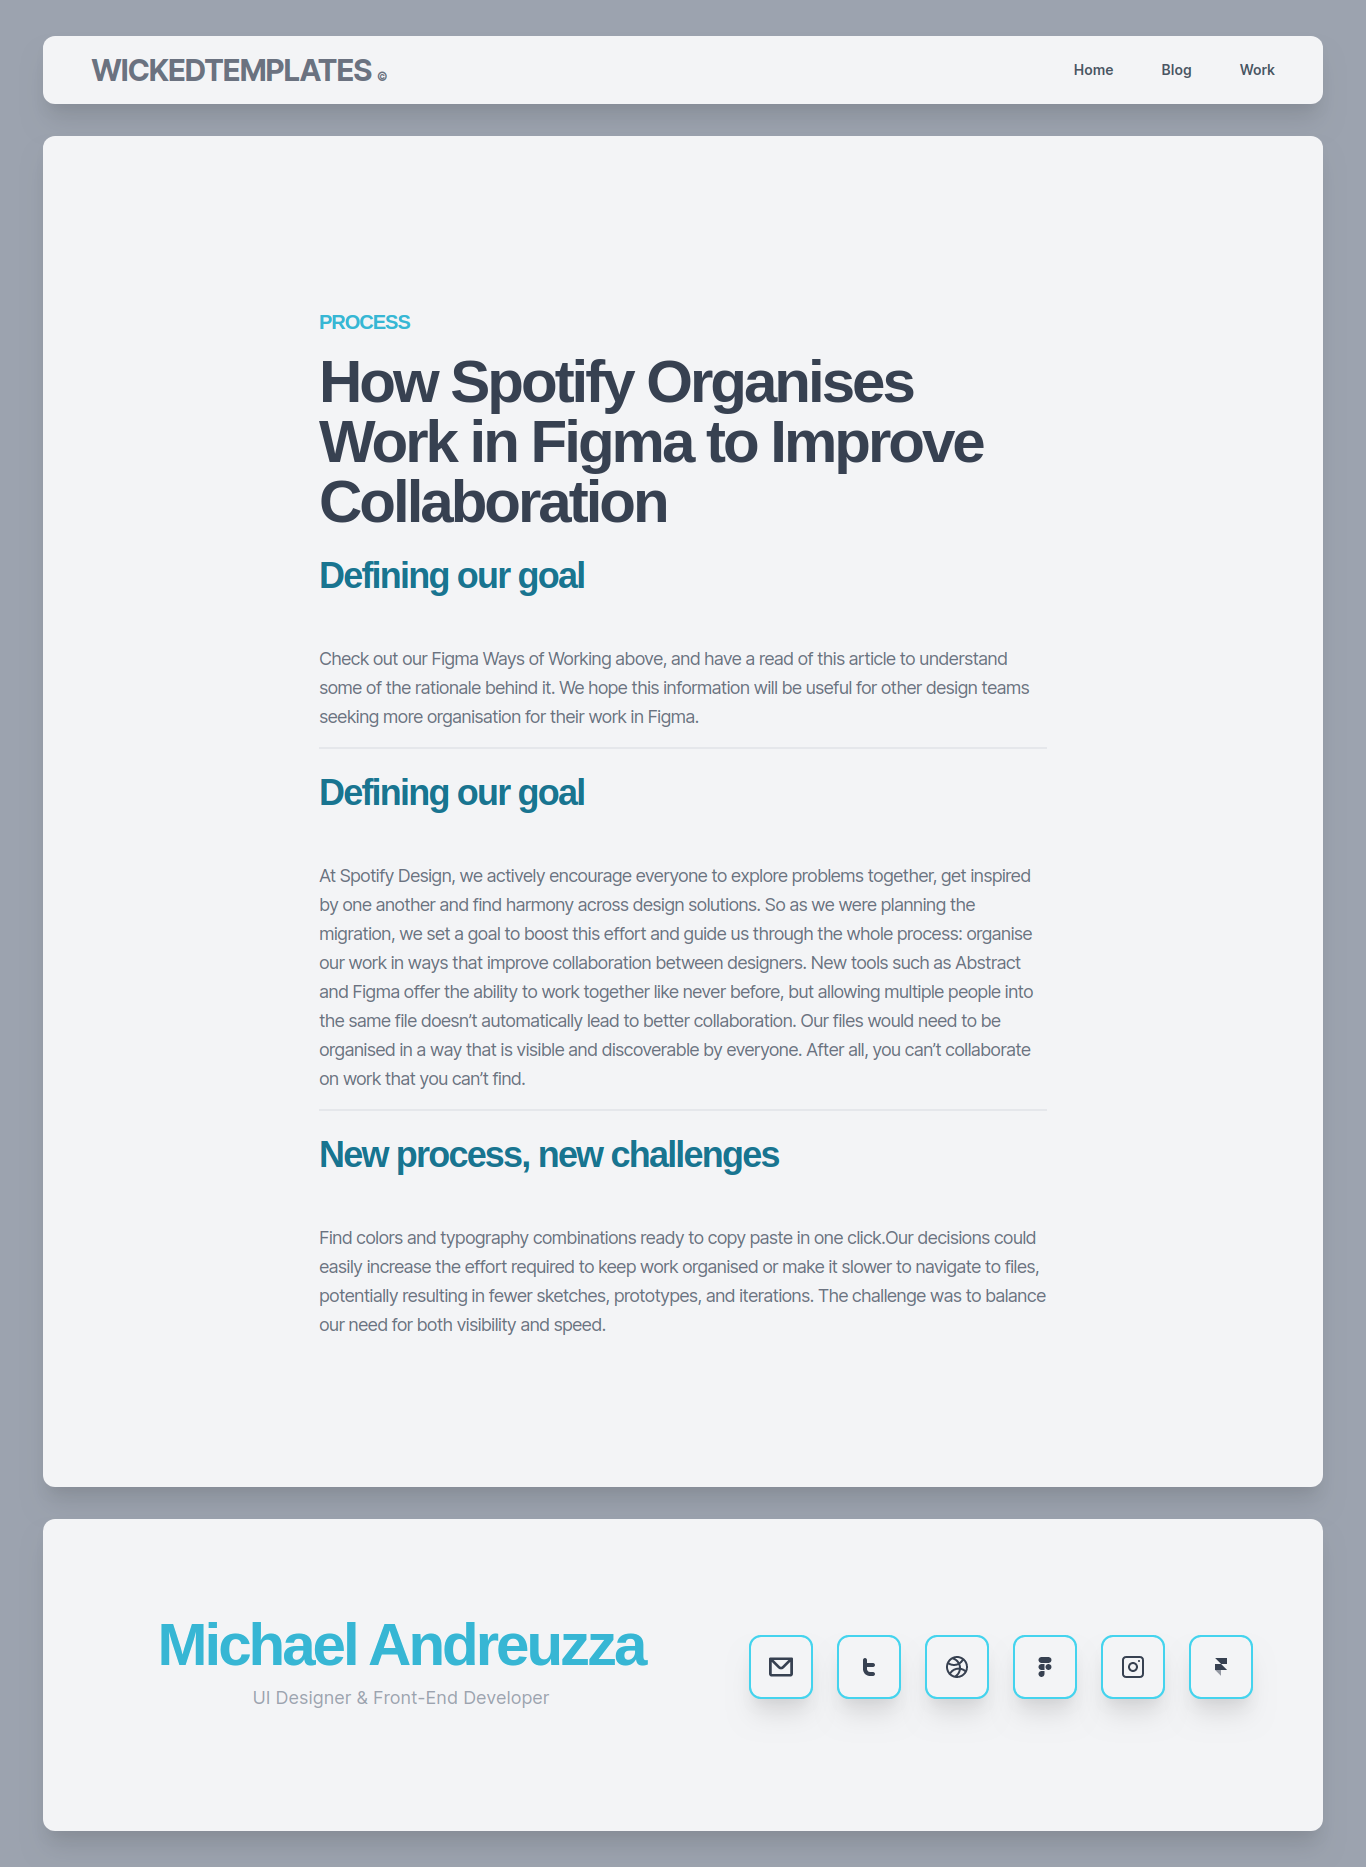 WICKEDTEMPLATES ©
Home Blog Work
PROCESS
How Spotify Organises
Work in Figma to Improve
Collaboration
Defining our goal
Check out our Figma Ways of Working above, and have a read of this article to understand
some of the rationale behind it. We hope this information will be useful for other design teams
seeking more organisation for their work in Figma.
Defining our goal
At Spotify Design, we actively encourage everyone to explore problems together, get inspired
by one another and find harmony across design solutions. So as we were planning the
migration, we set a goal to boost this effort and guide us through the whole process: organise
our work in ways that improve collaboration between designers. New tools such as Abstract
and Figma offer the ability to work together like never before, but allowing multiple people into
the same file doesn’t automatically lead to better collaboration. Our files would need to be
organised in a way that is visible and discoverable by everyone. After all, you can’t collaborate
on work that you can’t find.
New process, new challenges
Find colors and typography combinations ready to copy paste in one click.Our decisions could
easily increase the effort required to keep work organised or make it slower to navigate to files,
potentially resulting in fewer sketches, prototypes, and iterations. The challenge was to balance
our need for both visibility and speed.
Michael Andreuzza
UI Designer & Front-End Developer